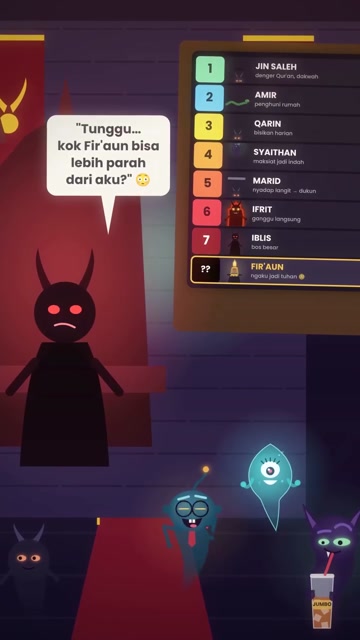 "Tunggu...
kok Fir'aun bisa
lebih parah
dari aku?" 😳
1 JIN SALEH
denger Qur'an, dakwah
2 AMIR
penghuni rumah
3 QARIN
bisikan harian
4 SYAITHAN
maksiat jadi indah
5 MARID
nyadap langit → dukun
6 IFRIT
ganggu langsung
7 IBLIS
bos besar
?? FIR'AUN
ngaku jadi tuhan
JUMBO